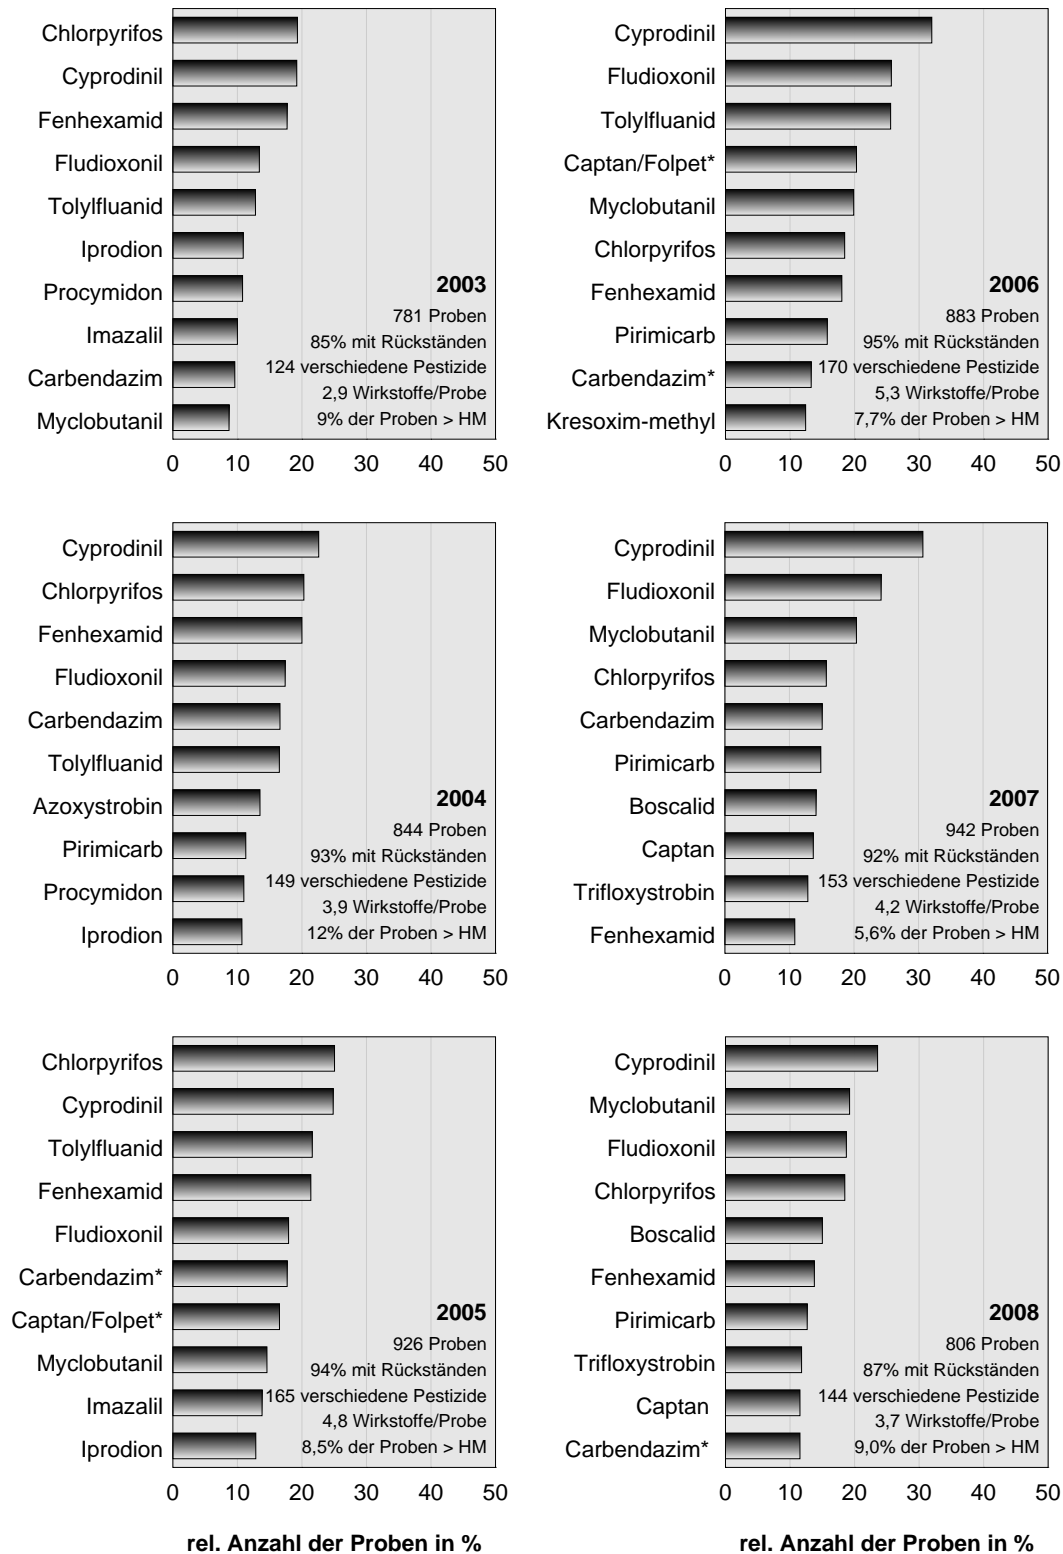 Chlorpyrifos
Cyprodinil
Fenhexamid
Fludioxonil
Tolylfluanid
Iprodion
Procymidon
Imazalil
Carbendazim
Myclobutanil
2003
781 Proben
85% mit Rückständen
124 verschiedene Pestizide
2,9 Wirkstoffe/Probe
9% der Proben > HM
0 10 20 30 40 50
Cyprodinil
Chlorpyrifos
Fenhexamid
Fludioxonil
Carbendazim
Tolylfluanid
Azoxystrobin
Pirimicarb
Procymidon
Iprodion
2004
844 Proben
93% mit Rückständen
149 verschiedene Pestizide
3,9 Wirkstoffe/Probe
12% der Proben > HM
0 10 20 30 40 50
Chlorpyrifos
Cyprodinil
Tolylfluanid
Fenhexamid
Fludioxonil
Carbendazim*
Captan/Folpet*
Myclobutanil
Imazalil
Iprodion
2005
926 Proben
94% mit Rückständen
165 verschiedene Pestizide
4,8 Wirkstoffe/Probe
8,5% der Proben > HM
0 10 20 30 40 50
rel. Anzahl der Proben in %
Cyprodinil
Fludioxonil
Tolylfluanid
Captan/Folpet*
Myclobutanil
Chlorpyrifos
Fenhexamid
Pirimicarb
Carbendazim*
Kresoxim-methyl
2006
883 Proben
95% mit Rückständen
170 verschiedene Pestizide
5,3 Wirkstoffe/Probe
7,7% der Proben > HM
0 10 20 30 40 50
Cyprodinil
Fludioxonil
Myclobutanil
Chlorpyrifos
Carbendazim
Pirimicarb
Boscalid
Captan
Trifloxystrobin
Fenhexamid
2007
942 Proben
92% mit Rückständen
153 verschiedene Pestizide
4,2 Wirkstoffe/Probe
5,6% der Proben > HM
0 10 20 30 40 50
Cyprodinil
Myclobutanil
Fludioxonil
Chlorpyrifos
Boscalid
Fenhexamid
Pirimicarb
Trifloxystrobin
Captan
Carbendazim*
2008
806 Proben
87% mit Rückständen
144 verschiedene Pestizide
3,7 Wirkstoffe/Probe
9,0% der Proben > HM
0 10 20 30 40 50
rel. Anzahl der Proben in %